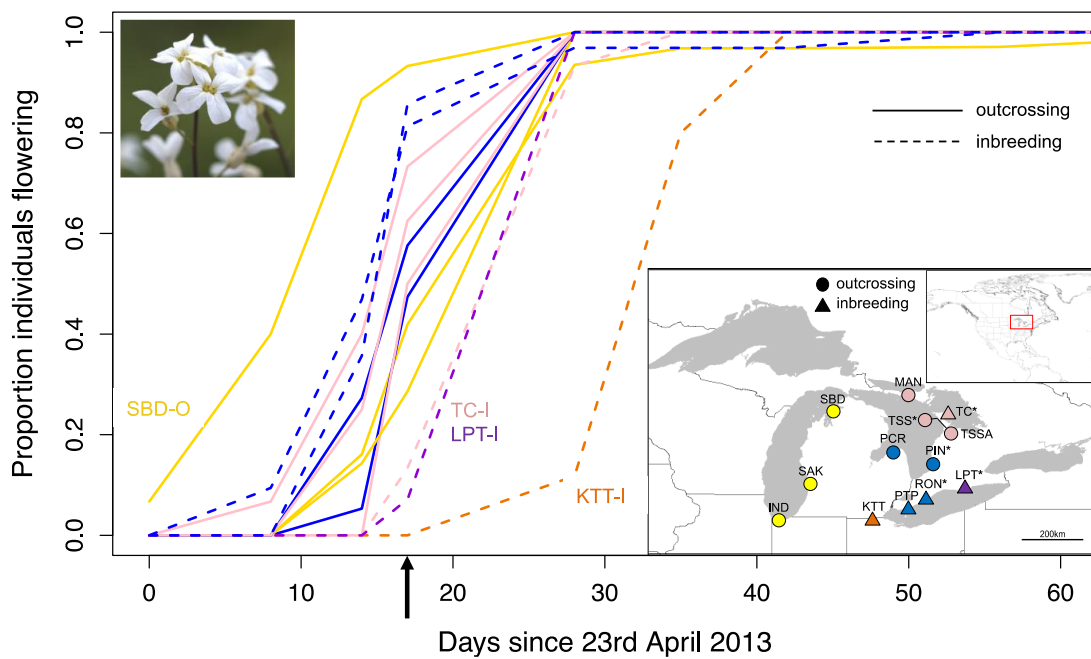 Proportion individuals flowering
1.0
0.8
0.6
0.4
0.2
0.0
outcrossing
inbreeding
SBD-O
TC-I
LPT-I
KTT-I
outcrossing
inbreeding
MAN
SBD
TC*
TSS*
TSSA
PCR
PIN*
SAK
RON*
LPT*
PTP
IND
KTT
200km
0
10
20
30
40
50
60
Days since 23rd April 2013